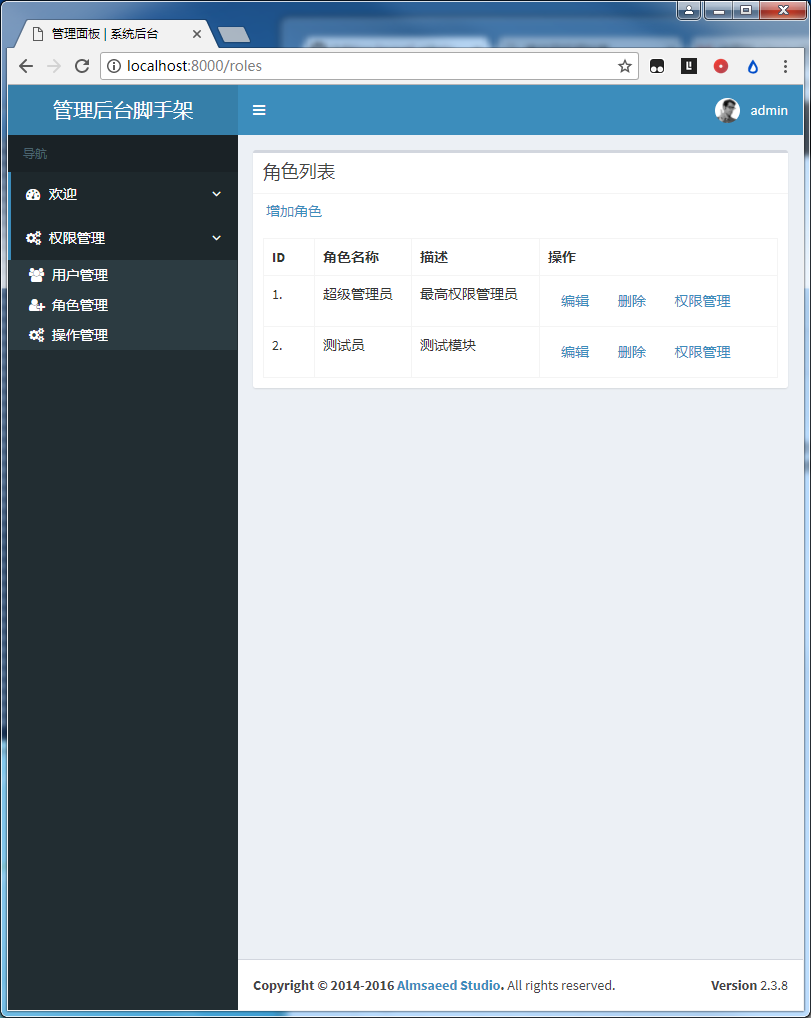 管理面板 | 系统后台
localhost:8000/roles
管理后台脚手架
admin
导航
欢迎
权限管理
用户管理
角色管理
操作管理
角色列表
增加角色
ID 角色名称 描述 操作
1. 超级管理员 最高权限管理员 编辑 删除 权限管理
2. 测试员 测试模块 编辑 删除 权限管理
Copyright © 2014-2016 Almsaeed Studio. All rights reserved.
Version 2.3.8